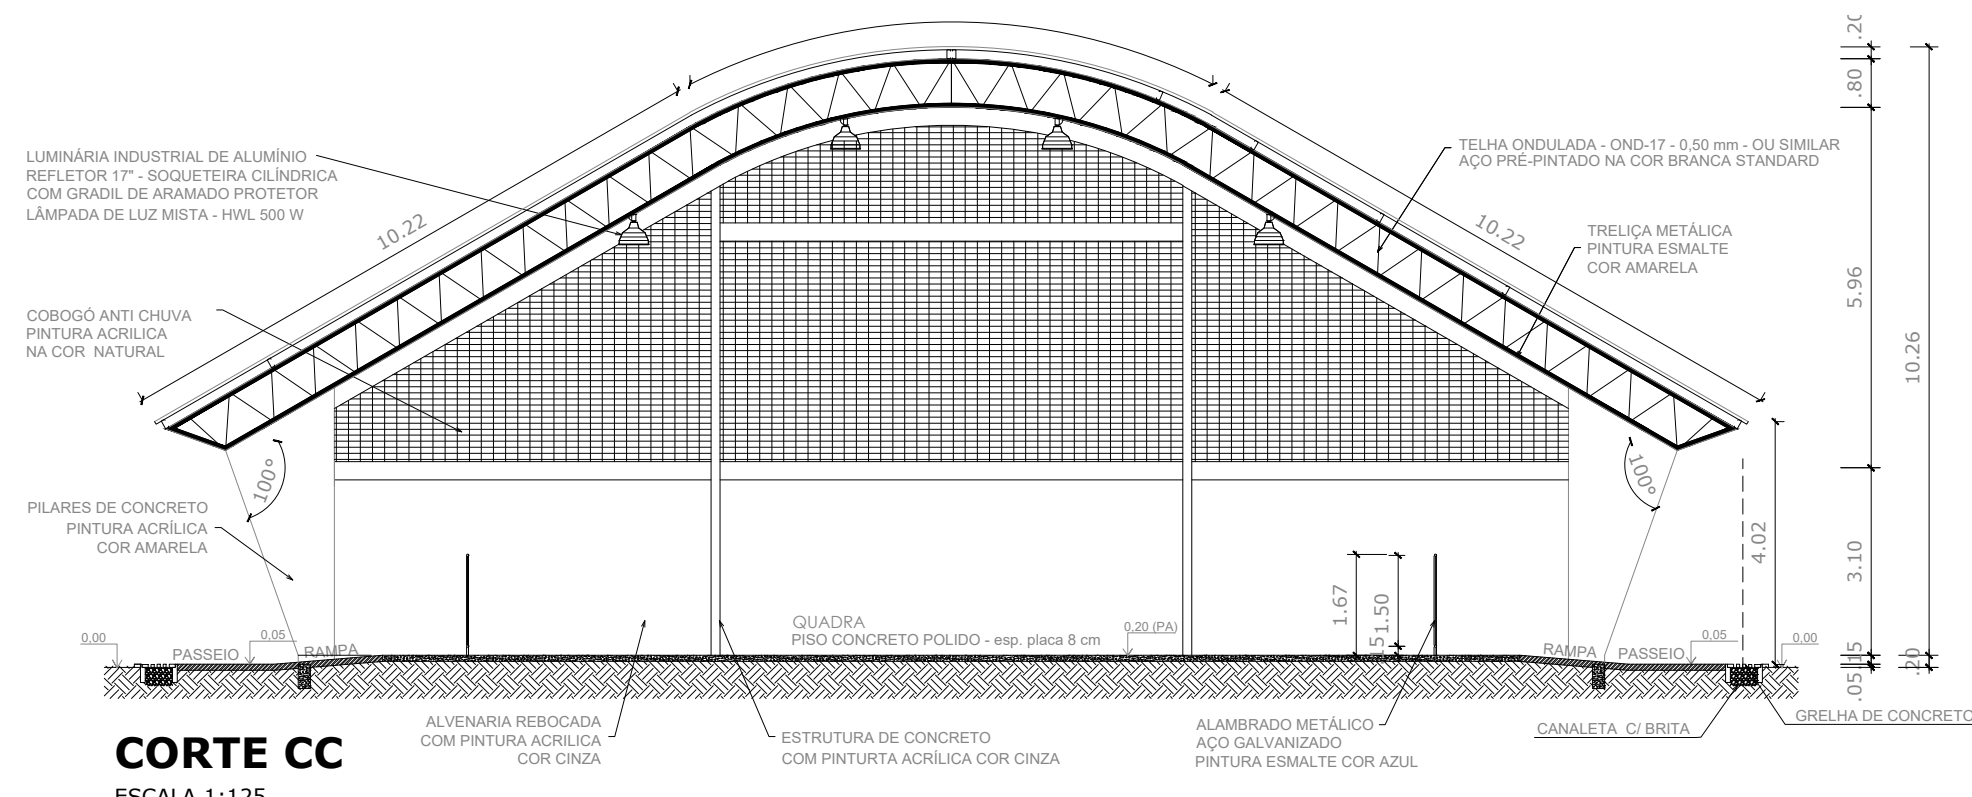 .20
.80
5.96
10.26
3.10
.15
.05
.20
4.02
LUMINÁRIA INDUSTRIAL DE ALUMÍNIO
REFLETOR 17" - SOQUETEIRA CILÍNDRICA
COM GRADIL DE ARAMADO PROTETOR
LÂMPADA DE LUZ MISTA - HWL 500 W
10.22
TELHA ONDULADA - OND-17 - 0,50 mm - OU SIMILAR
AÇO PRÉ-PINTADO NA COR BRANCA STANDARD
10.22
TRELIÇA METÁLICA
PINTURA ESMALTE
COR AMARELA
COBOGÓ ANTI CHUVA
PINTURA ACRILICA
NA COR NATURAL
100°
100°
PILARES DE CONCRETO
PINTURA ACRÍLICA
COR AMARELA
1.67
1.50
15
QUADRA
PISO CONCRETO POLIDO - esp. placa 8 cm
0,20 (PA)
0,00
PASSEIO
0,05
RAMPA
RAMPA
PASSEIO
0,05
0,00
ALVENARIA REBOCADA
COM PINTURA ACRILICA
COR CINZA
ESTRUTURA DE CONCRETO
COM PINTURTA ACRÍLICA COR CINZA
ALAMBRADO METÁLICO
AÇO GALVANIZADO
PINTURA ESMALTE COR AZUL
CANALETA C/ BRITA
GRELHA DE CONCRETO
CORTE CC
ESCALA 1:125